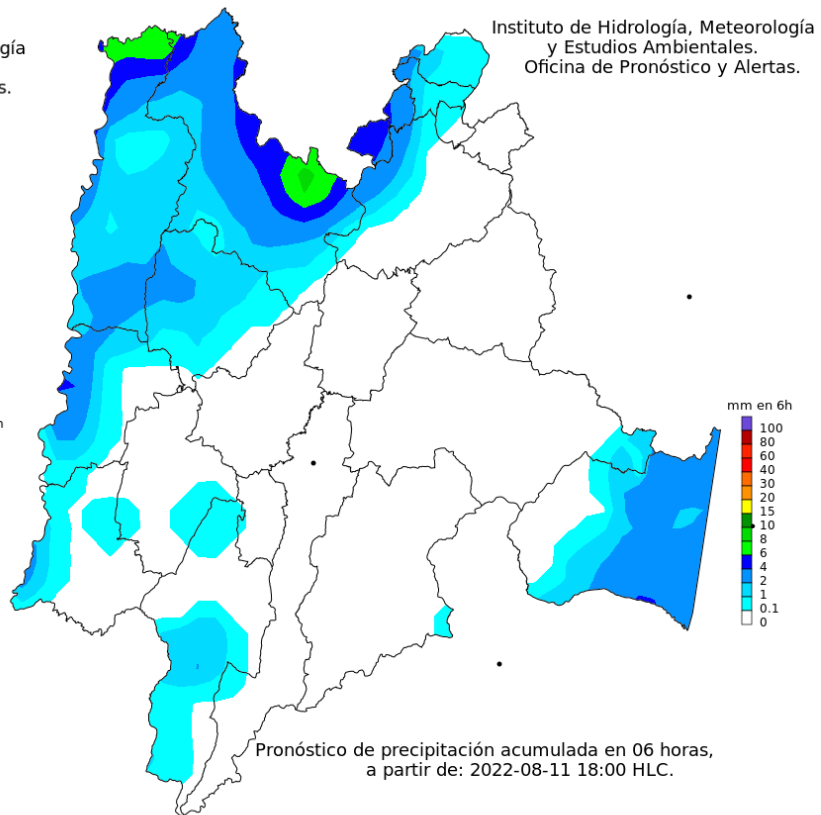 Instituto de Hidrología, Meteorología
y Estudios Ambientales.
Oficina de Pronóstico y Alertas.
gía
s.
mm en 6h
100
80
60
40
30
20
15
10
8
6
4
2
1
0.1
0
Pronóstico de precipitación acumulada en 06 horas,
a partir de: 2022-08-11 18:00 HLC.